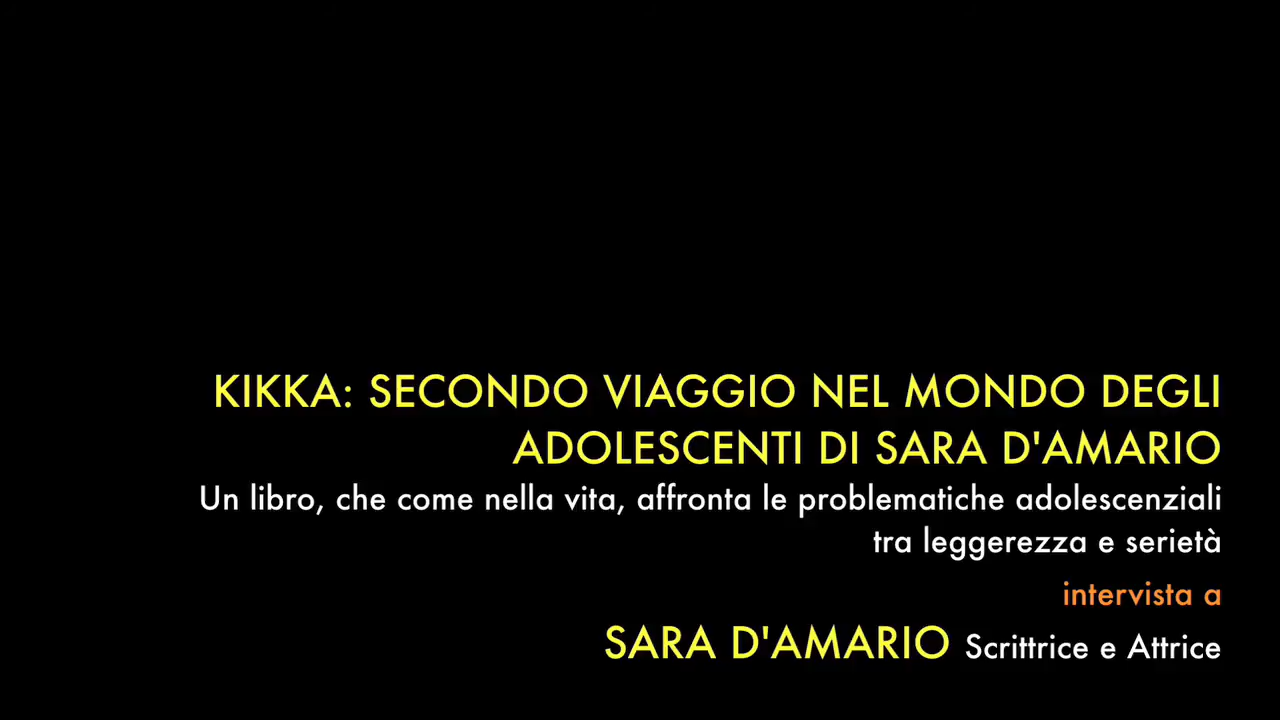 KIKKA: SECONDO VIAGGIO NEL MONDO DEGLI
ADOLESCENTI DI SARA D'AMARIO
Un libro, che come nella vita, affronta le problematiche adolescenziali
tra leggerezza e serietà
intervista a
SARA D'AMARIO Scrittrice e Attrice